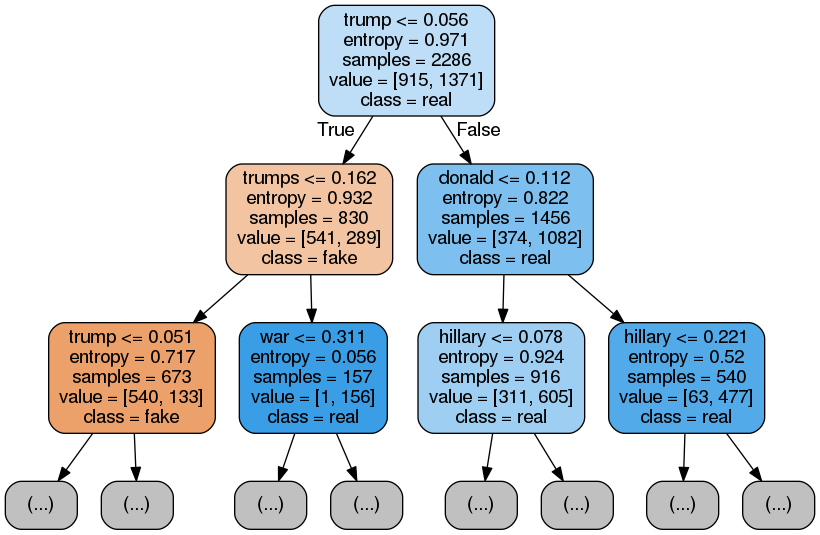 trump <= 0.056
entropy = 0.971
samples = 2286
value = [915, 1371]
class = real
True
False
trumps <= 0.162
entropy = 0.932
samples = 830
value = [541, 289]
class = fake
donald <= 0.112
entropy = 0.822
samples = 1456
value = [374, 1082]
class = real
trump <= 0.051
entropy = 0.717
samples = 673
value = [540, 133]
class = fake
war <= 0.311
entropy = 0.056
samples = 157
value = [1, 156]
class = real
hillary <= 0.078
entropy = 0.924
samples = 916
value = [311, 605]
class = real
hillary <= 0.221
entropy = 0.52
samples = 540
value = [63, 477]
class = real
(...)
(...)
(...)
(...)
(...)
(...)
(...)
(...)